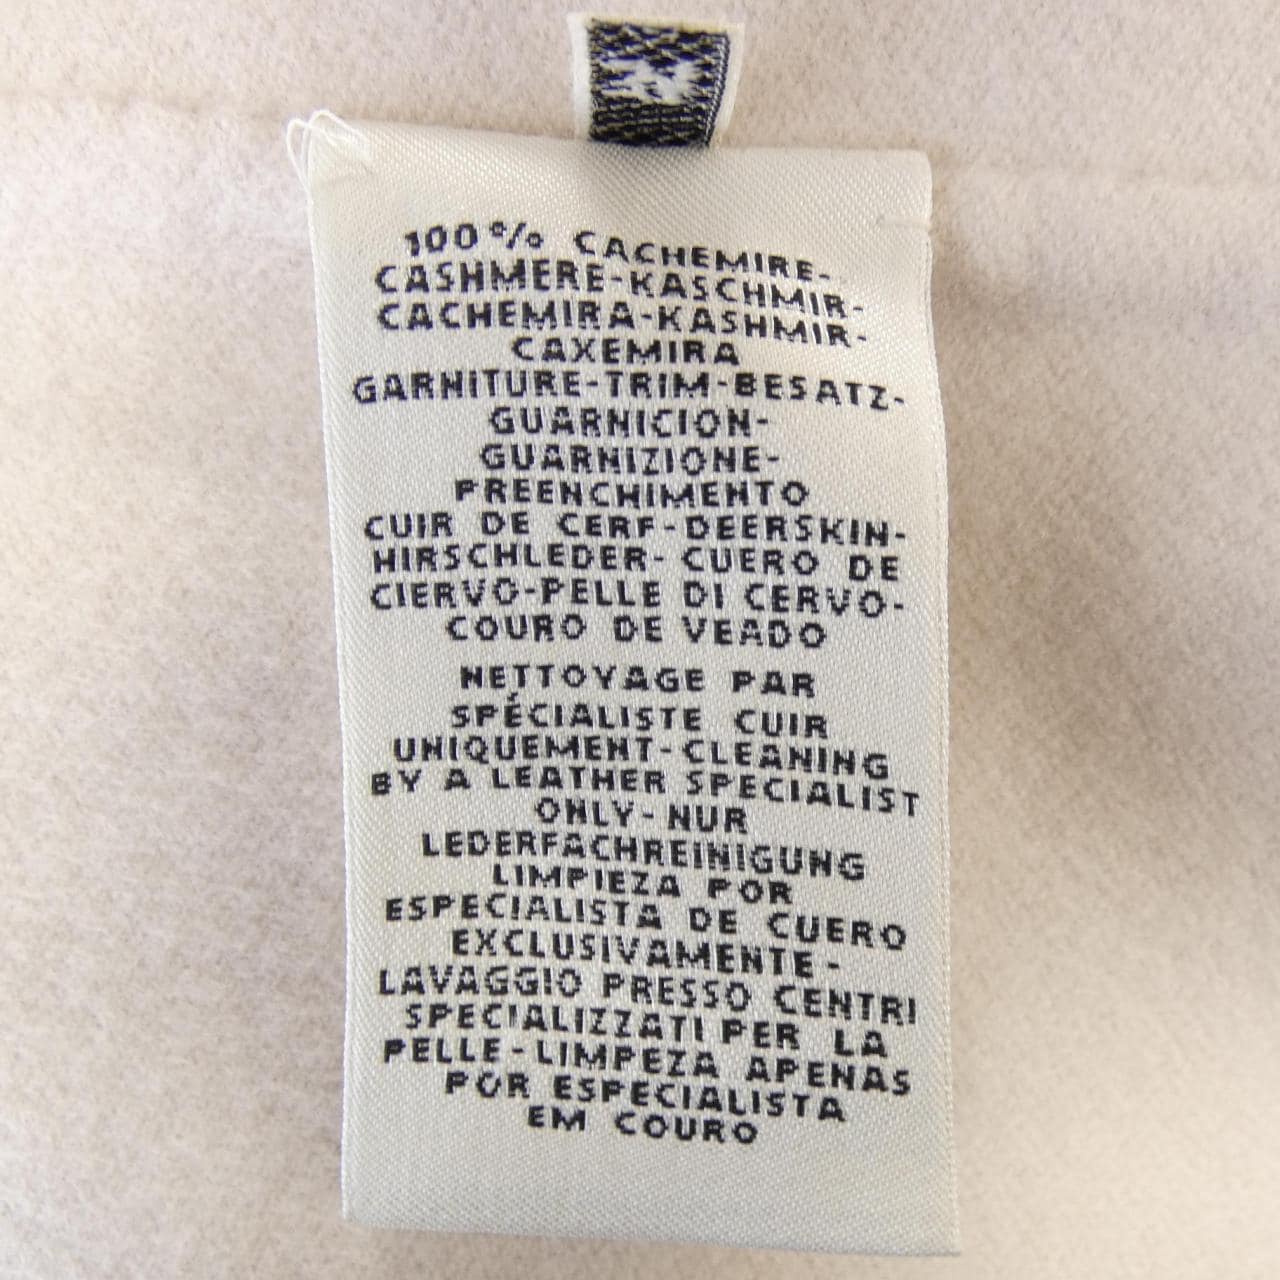 100% CACHEMIRE-
CASHMERE-KASCHMIR-
CACHEMIRA-KASHMIR-
CAXEMIRA
GARNITURE-TRIM-BESATZ-
GUARNICION-
GUARNIZIONE-
PREENCHIMENTO
CUIR DE CERF-DEERSKIN-
HIRSCHLEDER- CUERO DE
CIERVO-PELLE DI CERVO-
COURO DE VEADO
NETTOYAGE PAR
SPÉCIALISTE CUIR
UNIQUEMENT-CLEANING
BY A LEATHER SPECIALIST
ONLY-NUR
LEDERFACHREINIGUNG
LIMPIEZA POR
ESPECIALISTA DE CUERO
EXCLUSIVAMENTE-
LAVAGGIO PRESSO CENTRI
SPECIALIZZATI PER LA
PELLE-LIMPEZA APENAS
POR ESPECIALISTA
EM COURO